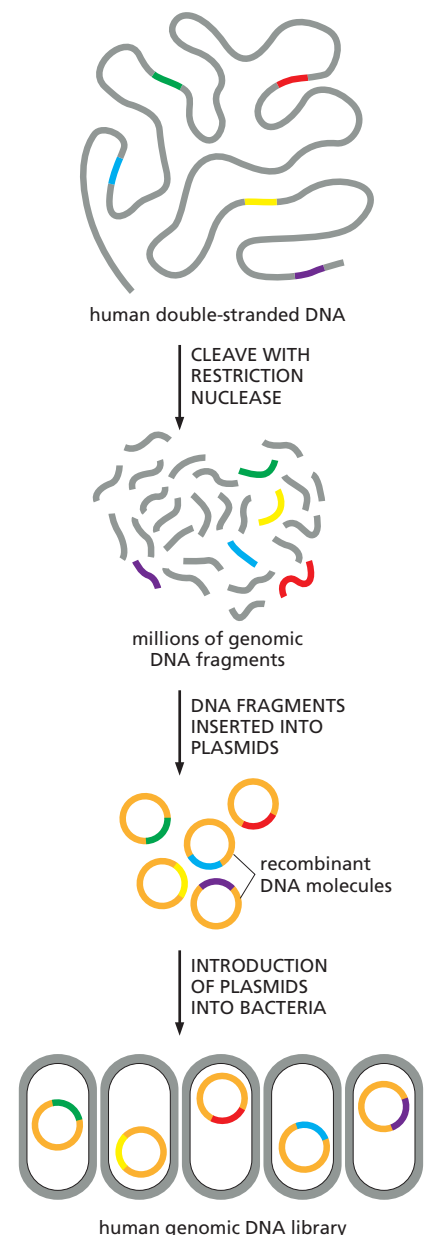 human double-stranded DNA
CLEAVE WITH
RESTRICTION
NUCLEASE
millions of genomic
DNA fragments
DNA FRAGMENTS
INSERTED INTO
PLASMIDS
recombinant
DNA molecules
INTRODUCTION
OF PLASMIDS
INTO BACTERIA
human genomic DNA library